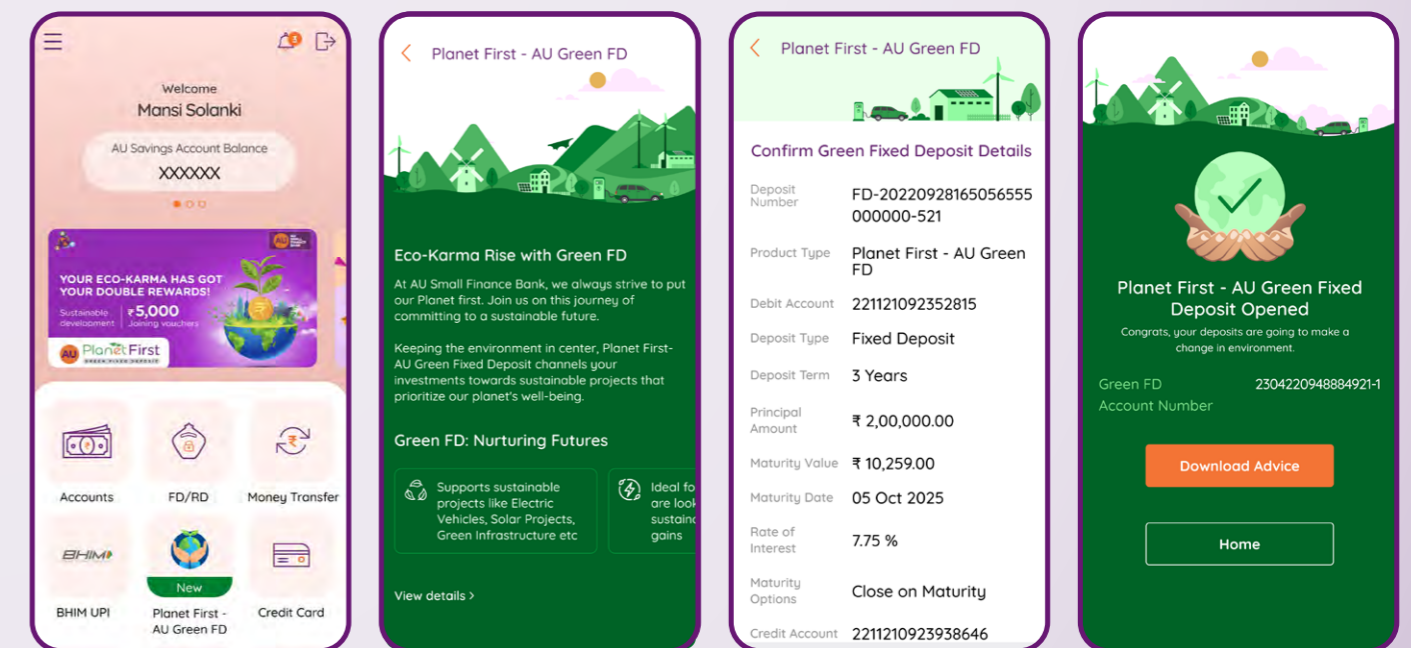 3
Welcome
Mansi Solanki
AU Savings Account Balance
XXXXXX
AU
YOUR ECO-KARMA HAS GOT
YOUR DOUBLE REWARDS!
Sustainable
development
₹5,000
Joining vouchers
AU Planet First
GREEN FIXED DEPOSIT
Accounts
FD/RD
Money Transfer
BHIM
New
BHIM UPI
Planet First -
AU Green FD
Credit Card
Planet First - AU Green FD
Eco-Karma Rise with Green FD
At AU Small Finance Bank, we always strive to put
our Planet first. Join us on this journey of
committing to a sustainable future.
Keeping the environment in center, Planet First-
AU Green Fixed Deposit channels your
investments towards sustainable projects that
prioritize our planet's well-being.
Green FD: Nurturing Futures
Supports sustainable
projects like Electric
Vehicles, Solar Projects,
Green Infrastructure etc
Ideal fo
are look
sustaina
gains
View details >
Planet First - AU Green FD
Confirm Green Fixed Deposit Details
Deposit
Number
FD-20220928165056555
000000-521
Product Type
Planet First - AU Green
FD
Debit Account 221121092352815
Deposit Type Fixed Deposit
Deposit Term 3 Years
Principal
Amount
₹ 2,00,000.00
Maturity Value ₹ 10,259.00
Maturity Date 05 Oct 2025
Rate of
Interest
7.75 %
Maturity
Options
Close on Maturity
Credit Account 2211210923938646
Planet First - AU Green Fixed
Deposit Opened
Congrats, your deposits are going to make a
change in environment.
Green FD
Account Number
2304220948884921-1
Download Advice
Home